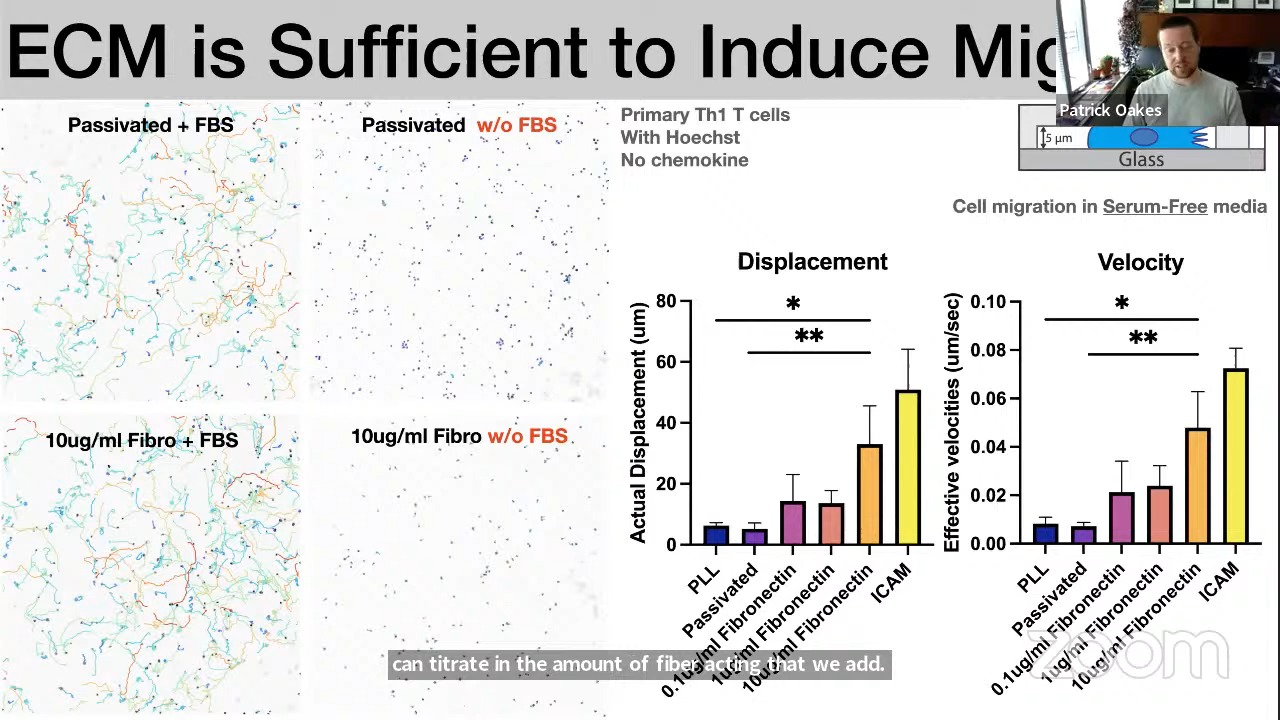 ECM is Sufficient to Induce Mig
Patrick Oakes
Passivated + FBS
Passivated w/o FBS
10ug/ml Fibro + FBS
10ug/ml Fibro w/o FBS
Primary Th1 T cells
With Hoechst
No chemokine
5 µm
Glass
Cell migration in Serum-Free media
Displacement
Actual Displacement (um)
80
60
40
20
0
*
**
PLL
Passivated
0.1ug/ml Fibronectin
1ug/ml Fibronectin
10ug/ml Fibronectin
ICAM
Velocity
Effective velocities (um/sec)
0.10
0.08
0.06
0.04
0.02
0.00
*
**
PLL
Passivated
0.1ug/ml Fibronectin
1ug/ml Fibronectin
10ug/ml Fibronectin
ICAM
can titrate in the amount of fiber acting that we add.
zoom